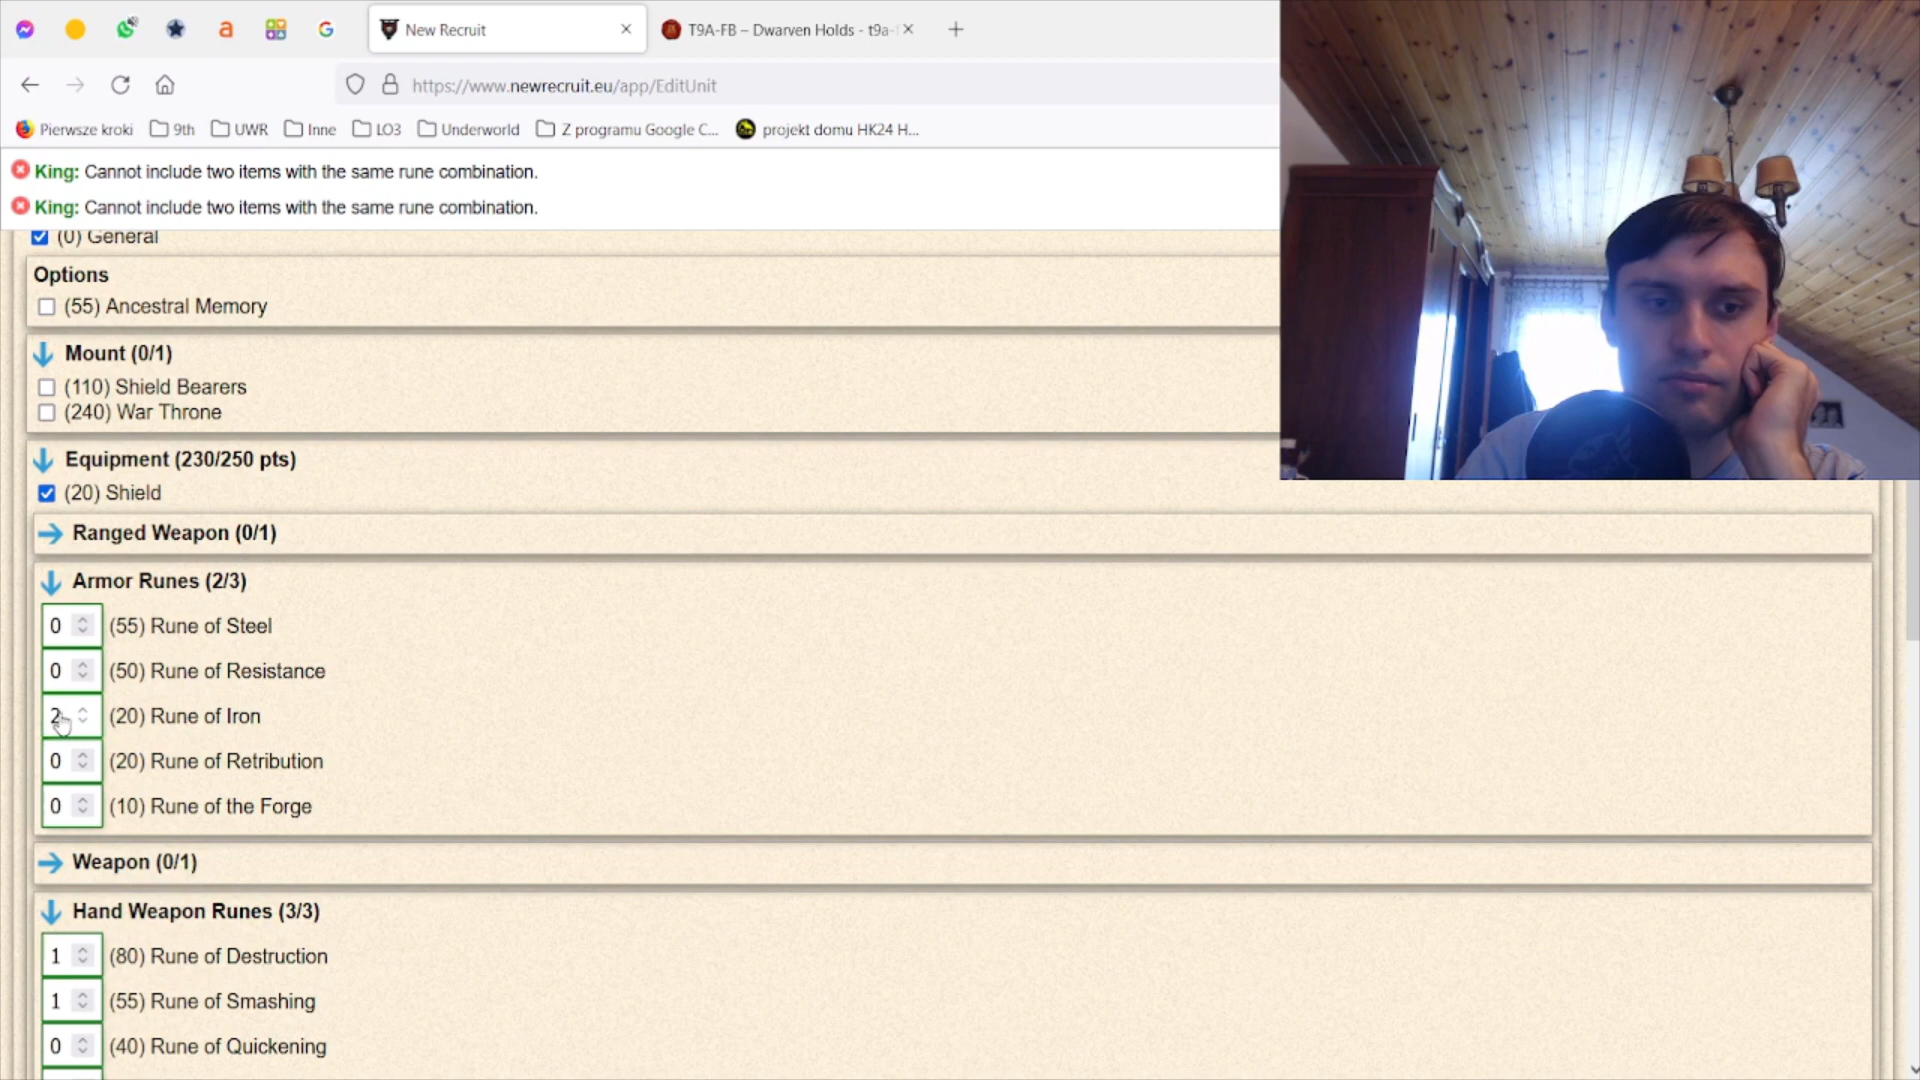 New Recruit
T9A-FB – Dwarven Holds - t9a-
https://www.newrecruit.eu/app/EditUnit
Pierwsze kroki 9th UWR Inne LO3 Underworld Z programu Google C... projekt domu HK24 H...
King: Cannot include two items with the same rune combination.
King: Cannot include two items with the same rune combination.
(0) General
Options
(55) Ancestral Memory
Mount (0/1)
(110) Shield Bearers
(240) War Throne
Equipment (230/250 pts)
(20) Shield
Ranged Weapon (0/1)
Armor Runes (2/3)
0 (55) Rune of Steel
0 (50) Rune of Resistance
2 (20) Rune of Iron
0 (20) Rune of Retribution
0 (10) Rune of the Forge
Weapon (0/1)
Hand Weapon Runes (3/3)
1 (80) Rune of Destruction
1 (55) Rune of Smashing
0 (40) Rune of Quickening